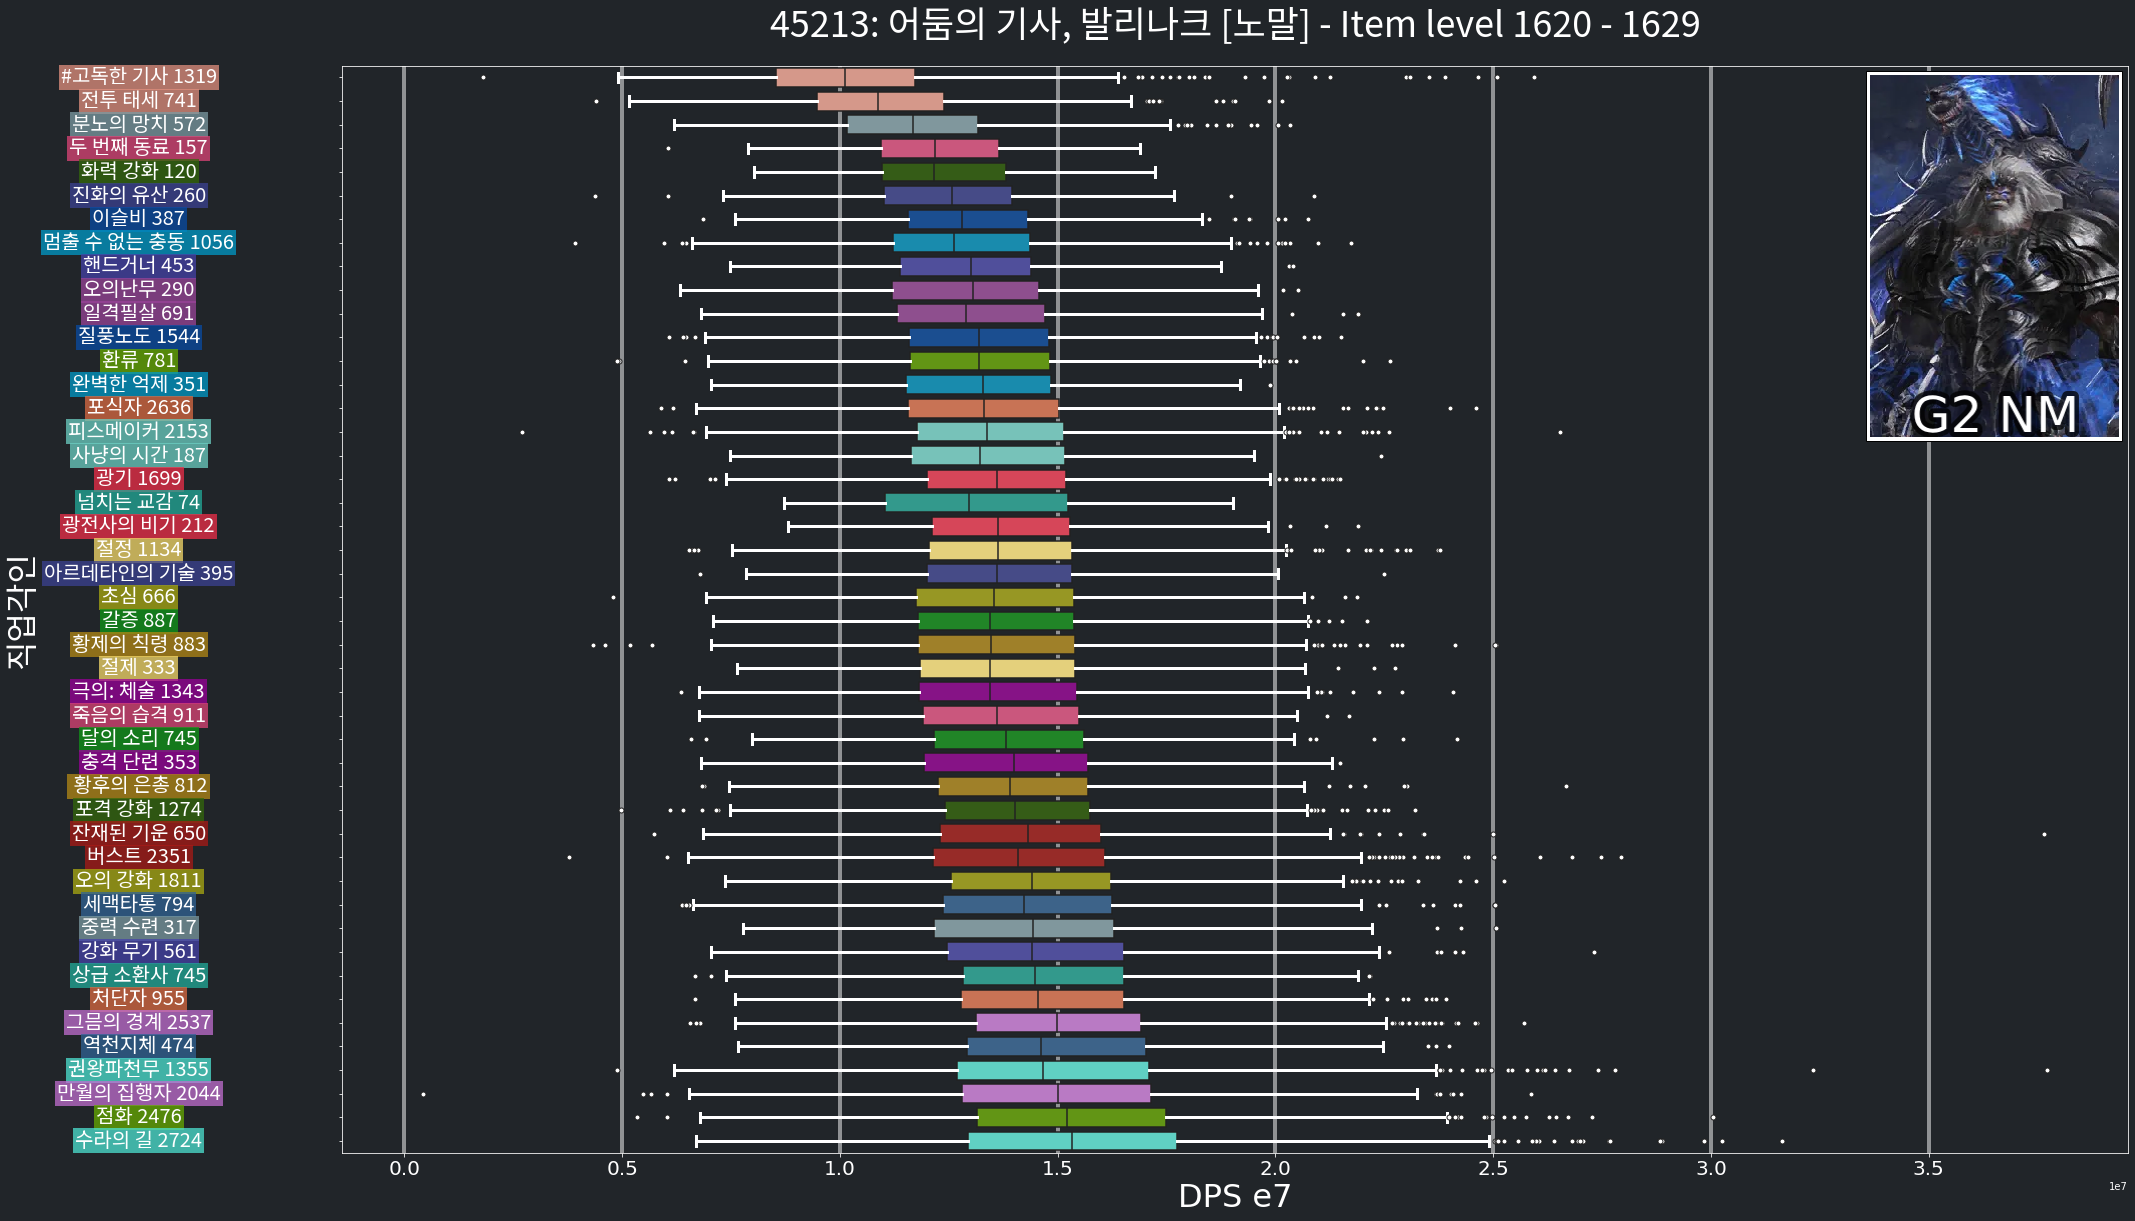 45213: 어둠의 기사, 발리나크 [노말] - Item level 1620 - 1629
#고독한 기사 1319
전투 태세 741
분노의 망치 572
두 번째 동료 157
화력 강화 120
진화의 유산 260
이슬비 387
멈출 수 없는 충동 1056
핸드거너 453
오의난무 290
일격필살 691
질풍노도 1544
환류 781
완벽한 억제 351
포식자 2636
피스메이커 2153
사냥의 시간 187
광기 1699
넘치는 교감 74
광전사의 비기 212
절정 1134
아르데타인의 기술 395
초심 666
갈증 887
황제의 칙령 883
절제 333
극의: 체술 1343
죽음의 습격 911
달의 소리 745
충격 단련 353
황후의 은총 812
포격 강화 1274
잔재된 기운 650
버스트 2351
오의 강화 1811
세맥타통 794
중력 수련 317
강화 무기 561
상급 소환사 745
처단자 955
그믐의 경계 2537
역천지체 474
권왕파천무 1355
만월의 집행자 2044
점화 2476
수라의 길 2724
직업각인
G2 NM
0.0 0.5 1.0 1.5 2.0 2.5 3.0 3.5
DPS e7
1e7